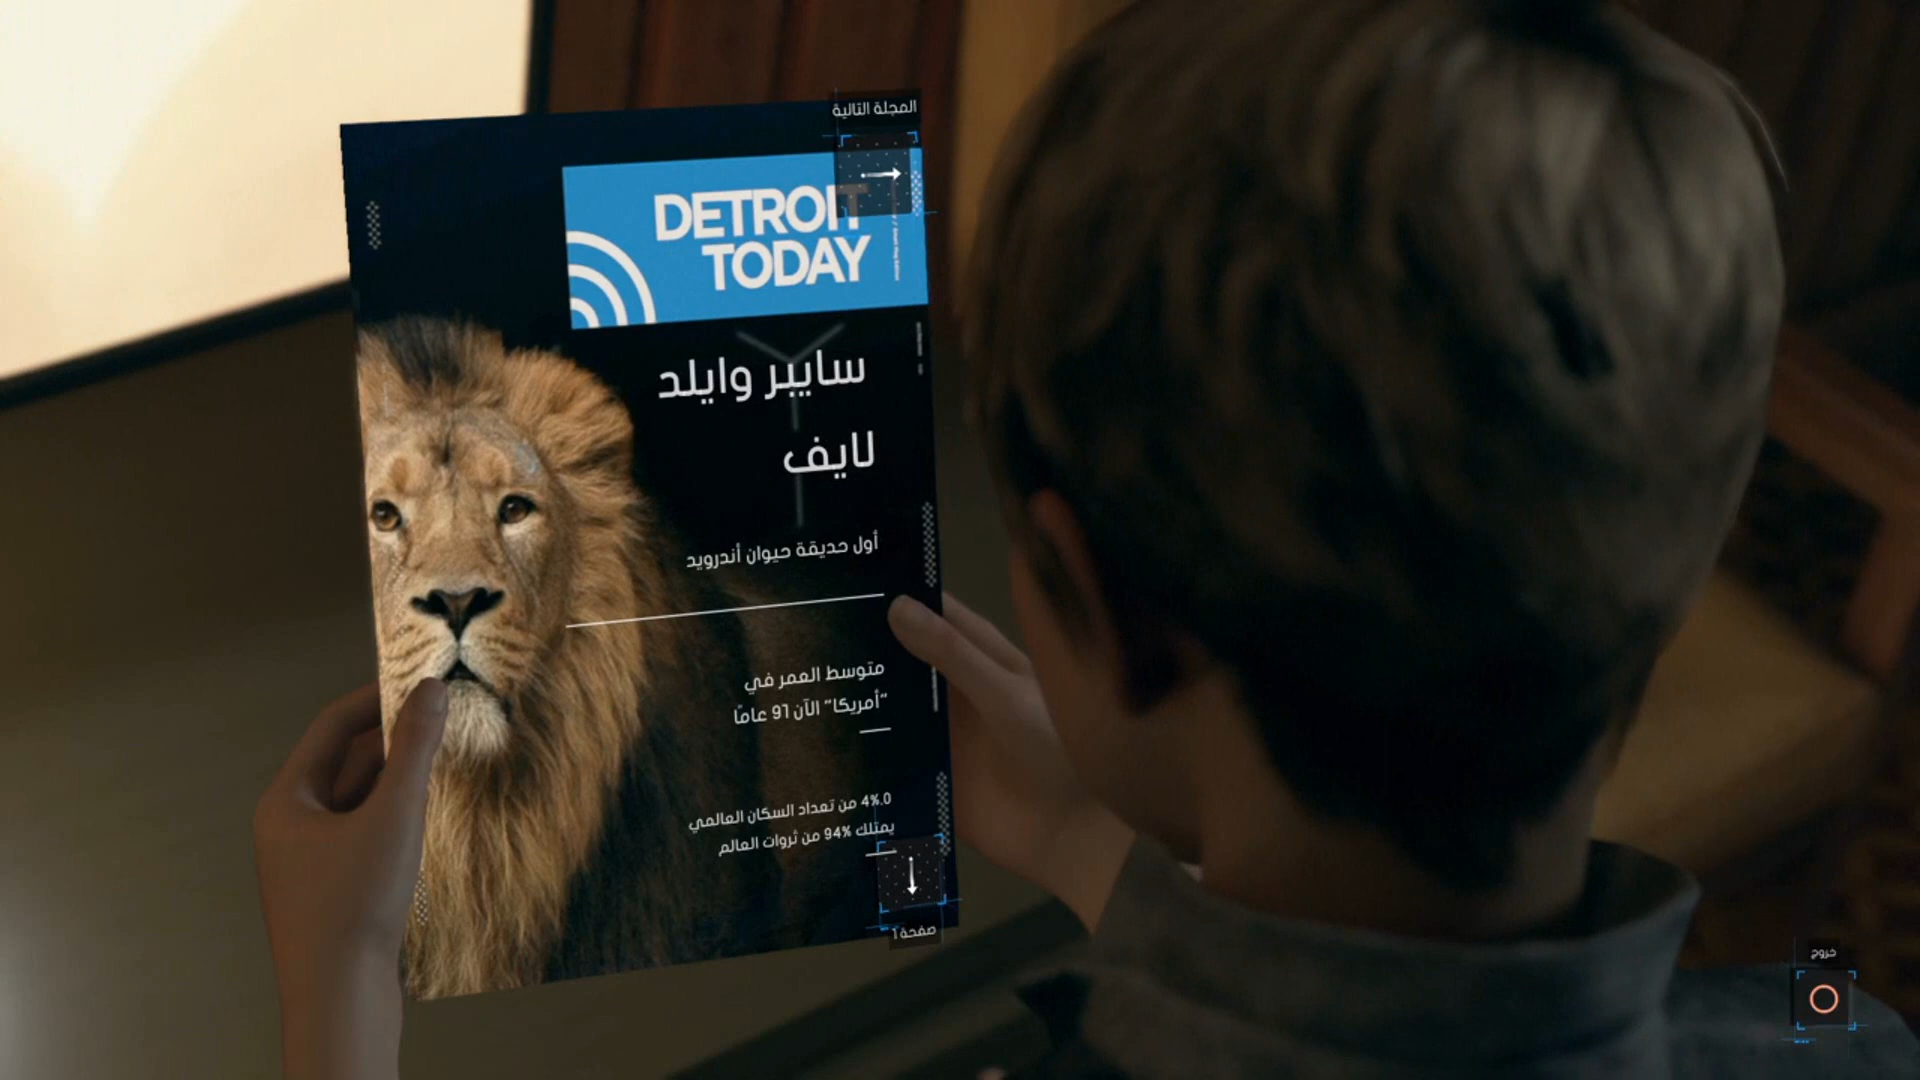 المجلة التالية
DETROIT
TODAY
سايبر وايلد
لايف
أول حديقة حيوان أندرويد
متوسط العمر في
"أمريكا" الآن 91 عامًا
4%.0 من تعداد السكان العالمي
يمتلك 94% من ثروات العالم
صفحة 1
خروج